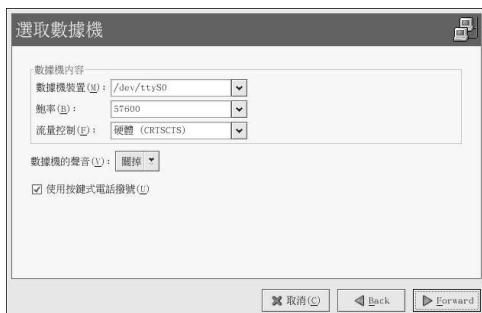 選取數據機
數據機內容
數據機裝置(M): /dev/ttyS0
鮑率(B): 57600
流量控制(F): 硬體 (CRTSCTS)
數據機的聲音(V): 關掉
使用按鍵式電話撥號(U)
取消(C) Back Forward